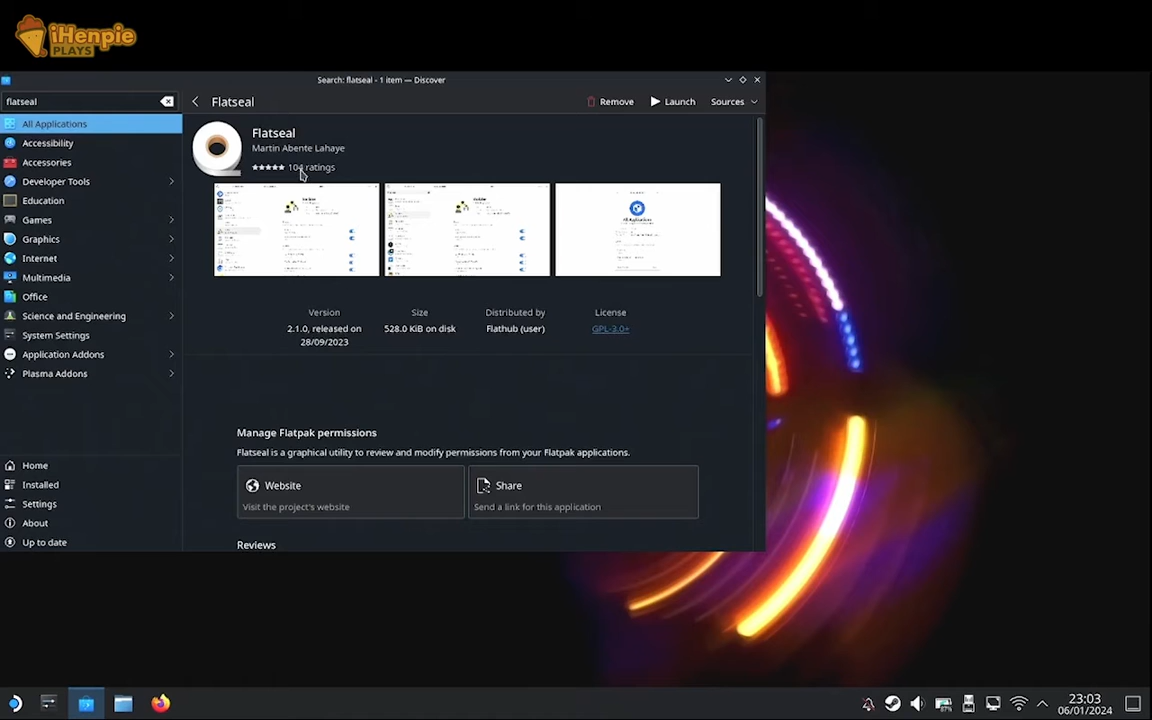 iHenpie
PLAYS
Search: flatseal - 1 item — Discover
flatseal
Flatseal
Remove
Launch
Sources
All Applications
Accessibility
Accessories
Developer Tools
Education
Games
Graphics
Internet
Multimedia
Office
Science and Engineering
System Settings
Application Addons
Plasma Addons
Home
Installed
Settings
About
Up to date
Flatseal
Martin Abente Lahaye
104 ratings
All Applications
Version
2.1.0, released on
28/09/2023
Size
528.0 KiB on disk
Distributed by
Flathub (user)
License
GPL-3.0+
Manage Flatpak permissions
Flatseal is a graphical utility to review and modify permissions from your Flatpak applications.
Website
Visit the project's website
Share
Send a link for this application
Reviews
23:03
06/01/2024